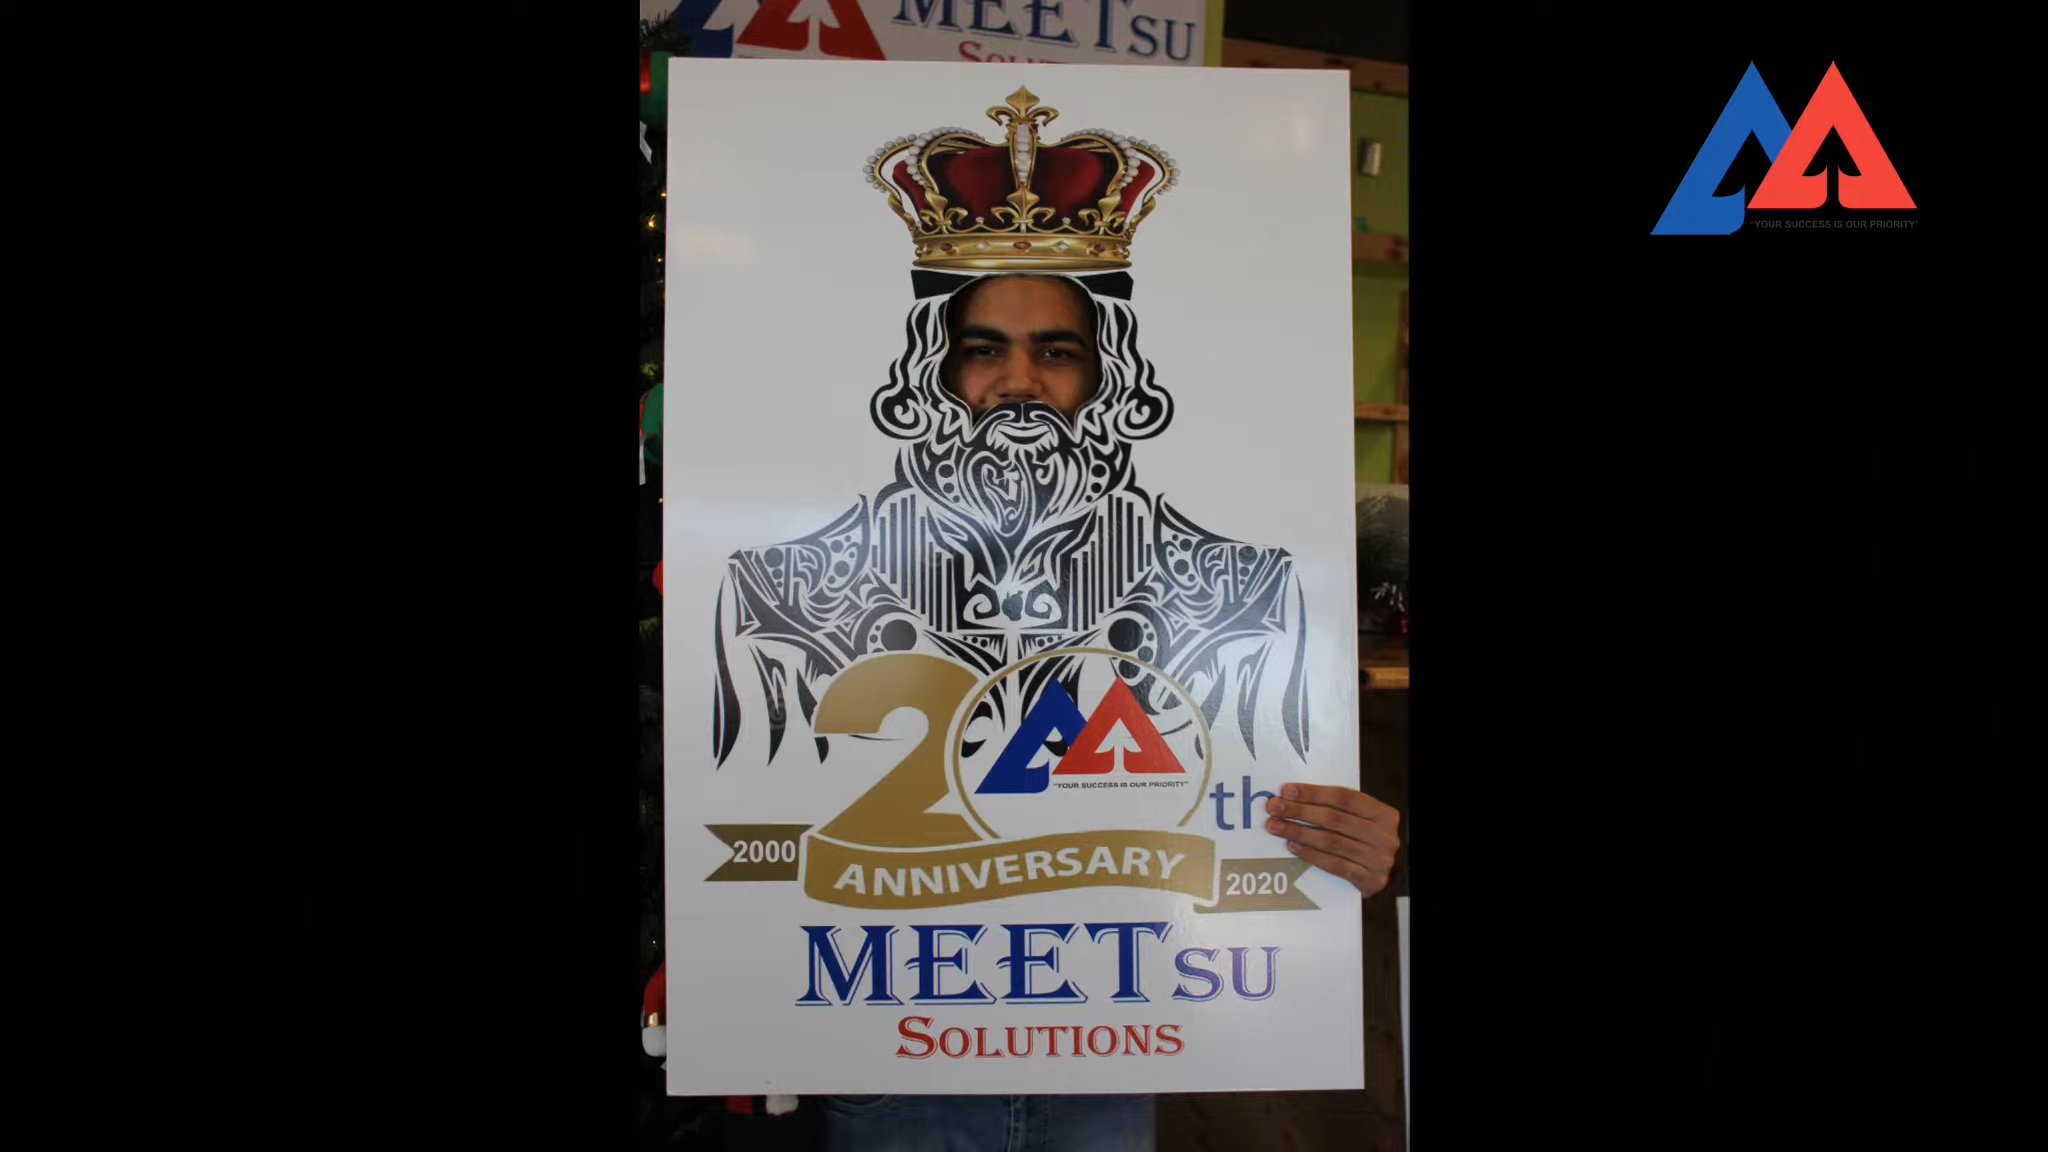 MEETSU
"YOUR SUCCESS IS OUR PRIORITY"
20th
"YOUR SUCCESS IS OUR PRIORITY"
2000
ANNIVERSARY
2020
MEETSU
SOLUTIONS